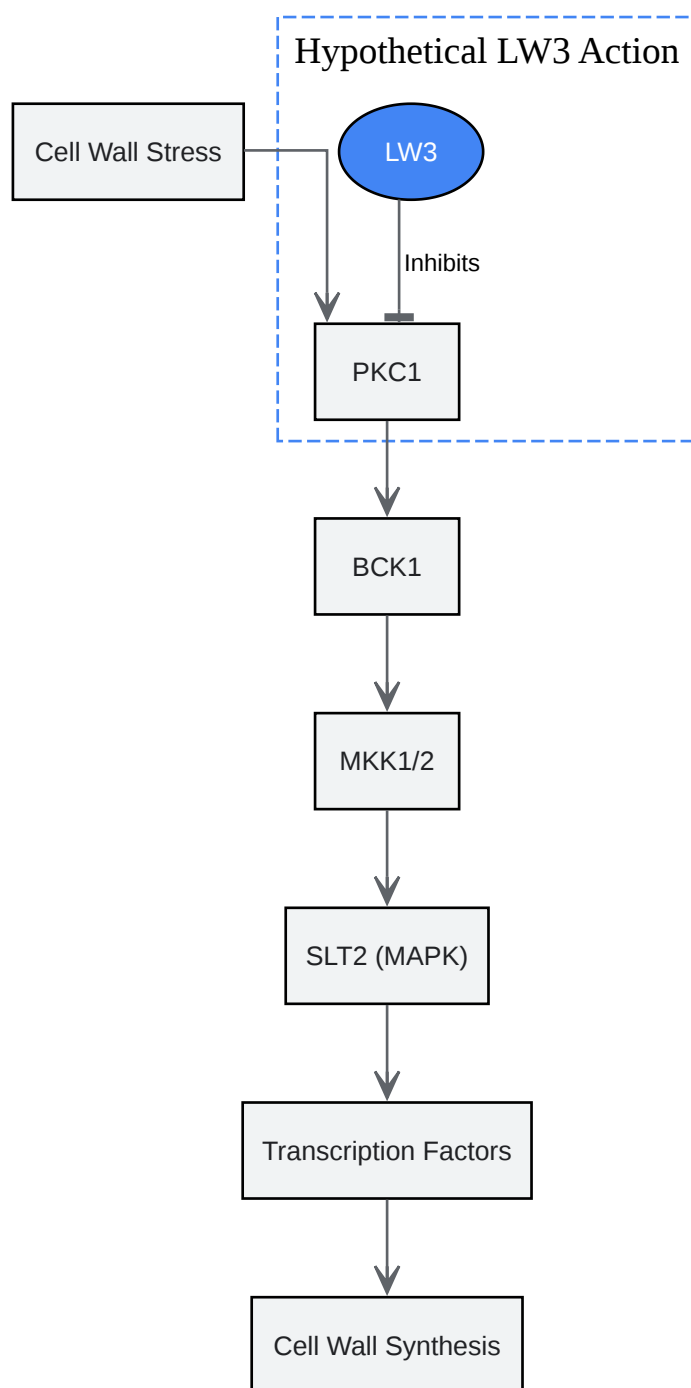 Hypothetical LW3 Action
Cell Wall Stress
LW3
Inhibits
PKC1
BCK1
MKK1/2
SLT2 (MAPK)
Transcription Factors
Cell Wall Synthesis